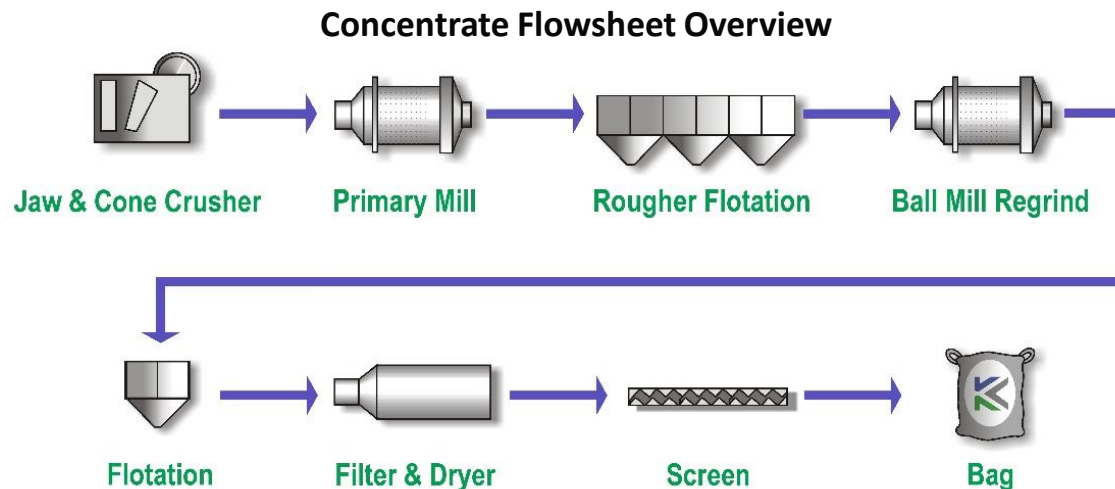 Concentrate Flowsheet Overview
Jaw & Cone Crusher
Primary Mill
Rougher Flotation
Ball Mill Regrind
Flotation
Filter & Dryer
Screen
Bag